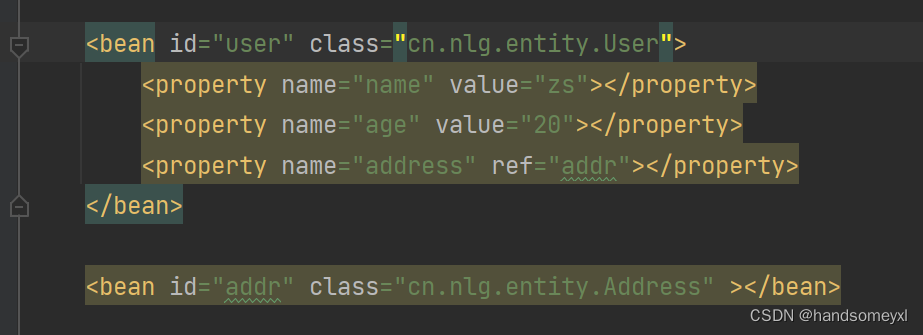 <bean id="user" class="cn.nlg.entity.User">
<property name="name" value="zs"></property>
<property name="age" value="20"></property>
<property name="address" ref="addr"></property>
</bean>
<bean id="addr" class="cn.nlg.entity.Address" ></bean>
CSDN @handsomeyxl